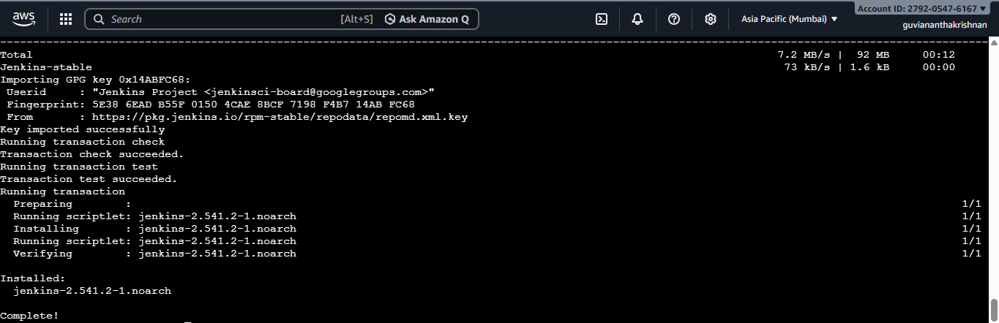 aws
Search [Alt+S] Ask Amazon Q Asia Pacific (Mumbai) ▼ Account ID: 2792-0547-6167 ▼
guviananthakrishnan
--------------------------------------------------------------------------------------------------------------------------------------------------------
Total 7.2 MB/s | 92 MB 00:12
Jenkins-stable 73 kB/s | 1.6 kB 00:00
Importing GPG key 0x14ABFC68:
 Userid     : "Jenkins Project <jenkinsci-board@googlegroups.com>"
 Fingerprint: 5E38 6EAD B55F 0150 4CAE 8BCF 7198 F4B7 14AB FC68
 From       : https://pkg.jenkins.io/rpm-stable/repodata/repomd.xml.key
Key imported successfully
Running transaction check
Transaction check succeeded.
Running transaction test
Transaction test succeeded.
Running transaction
  Preparing        : 1/1
  Running scriptlet: jenkins-2.541.2-1.noarch 1/1
  Installing       : jenkins-2.541.2-1.noarch 1/1
  Running scriptlet: jenkins-2.541.2-1.noarch 1/1
  Verifying        : jenkins-2.541.2-1.noarch 1/1
Installed:
  jenkins-2.541.2-1.noarch
Complete!